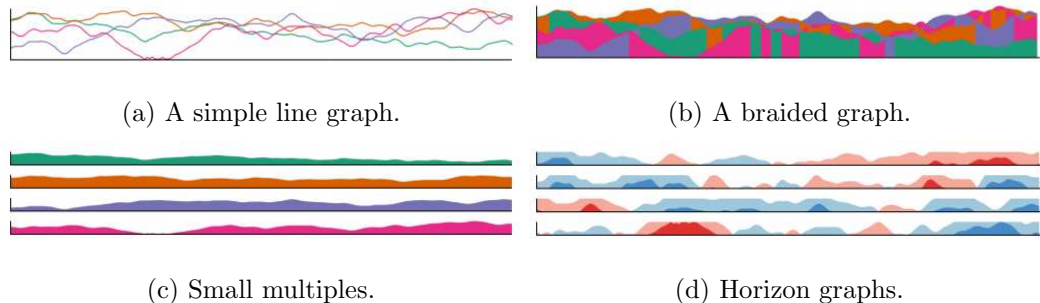 (a) A simple line graph.
(b) A braided graph.
(c) Small multiples.
(d) Horizon graphs.